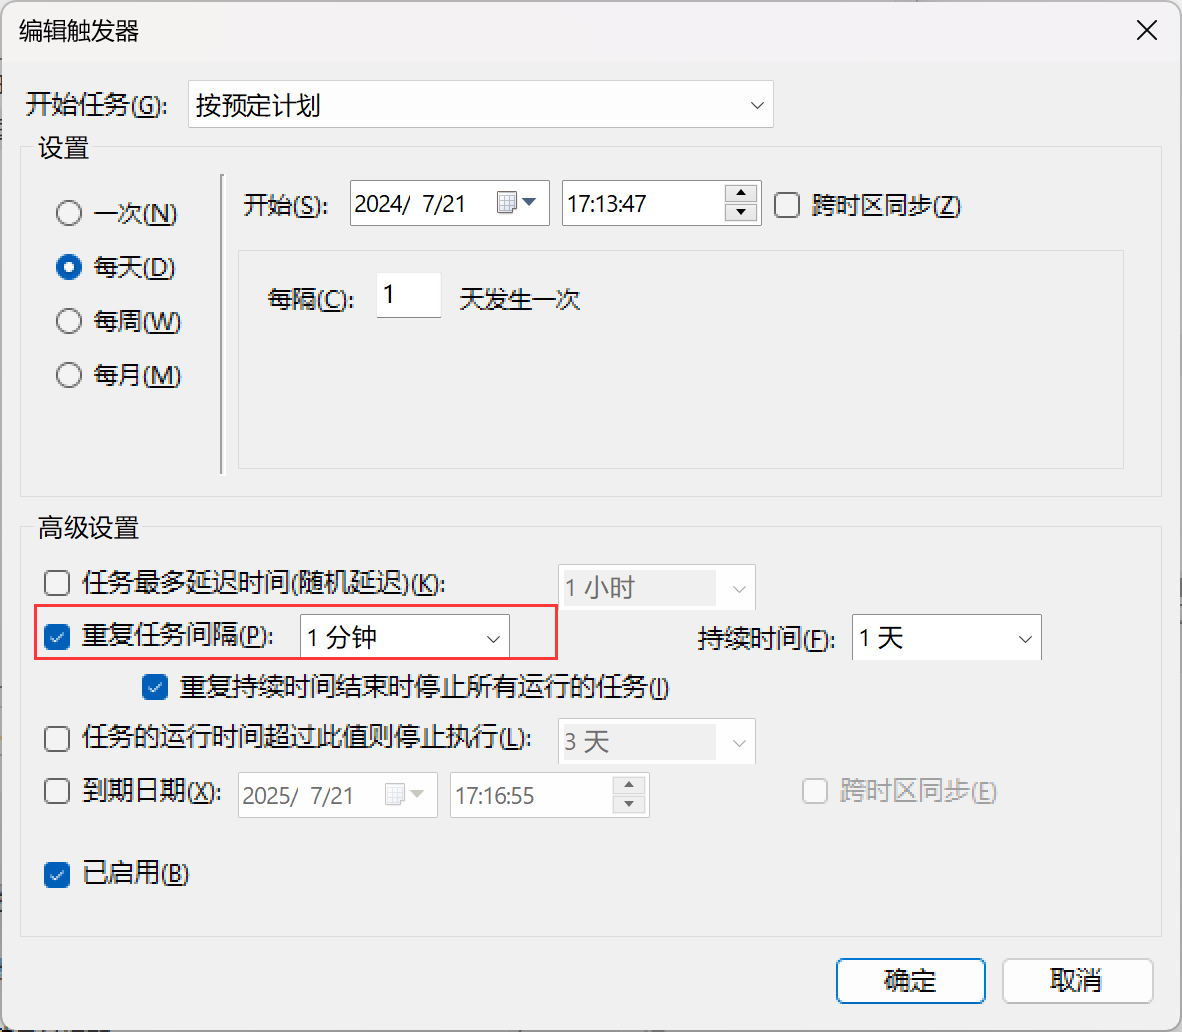 编辑触发器
开始任务(G): 按预定计划
设置
一次(N)
每天(D)
每周(W)
每月(M)
开始(S): 2024/ 7/21 17:13:47 跨时区同步(Z)
每隔(C): 1 天发生一次
高级设置
任务最多延迟时间(随机延迟)(K): 1 小时
重复任务间隔(P): 1 分钟 持续时间(F): 1 天
重复持续时间结束时停止所有运行的任务(I)
任务的运行时间超过此值则停止执行(L): 3 天
到期日期(X): 2025/ 7/21 17:16:55 跨时区同步(E)
已启用(B)
确定 取消